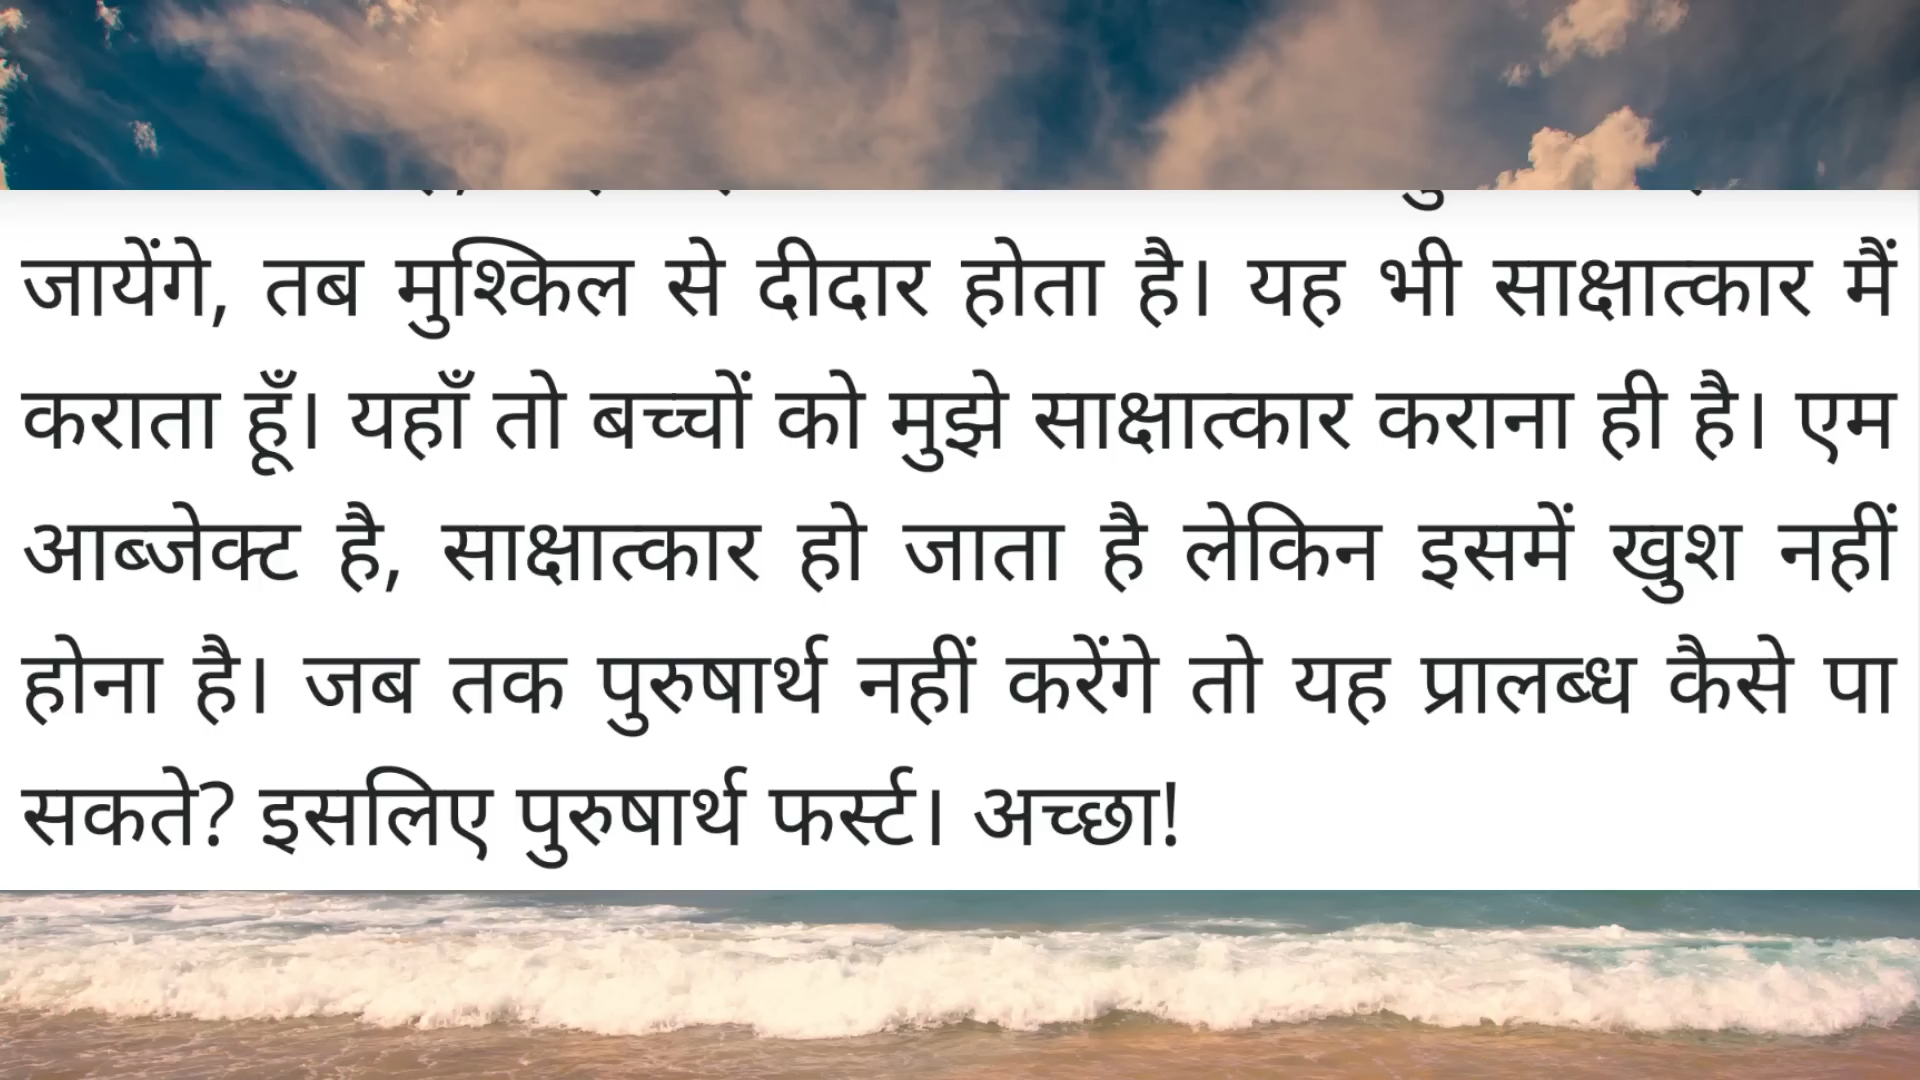 जायेंगे, तब मुश्किल से दीदार होता है। यह भी साक्षात्कार मैं
कराता हूँ। यहाँ तो बच्चों को मुझे साक्षात्कार कराना ही है। एम
आब्जेक्ट है, साक्षात्कार हो जाता है लेकिन इसमें खुश नहीं
होना है। जब तक पुरुषार्थ नहीं करेंगे तो यह प्रालब्ध कैसे पा
सकते? इसलिए पुरुषार्थ फर्स्ट। अच्छा!